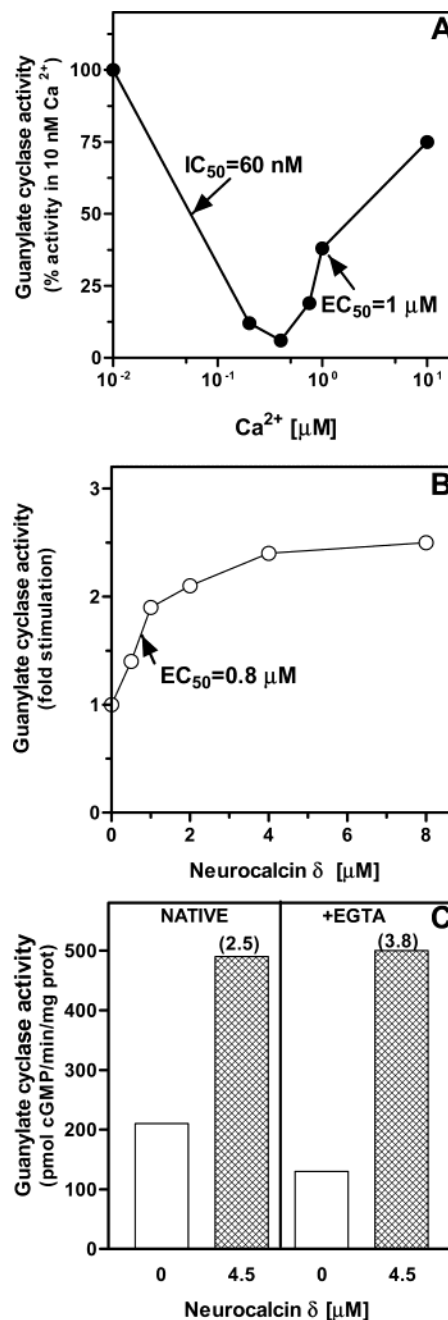 A
Guanylate cyclase activity
(% activity in 10 nM Ca 2+)
100
75
50
25
0
IC50=60 nM
EC50=1 μM
10-2
10-1
100
101
Ca2+ [μM]
B
Guanylate cyclase activity
(fold stimulation)
3
2
1
0
EC50=0.8 μM
0
2
4
6
8
Neurocalcin δ [μM]
C
NATIVE
+EGTA
Guanylate cyclase activity
(pmol cGMP/min/mg prot)
500
400
300
200
100
0
(2.5)
(3.8)
0
4.5
0
4.5
Neurocalcin δ [μM]